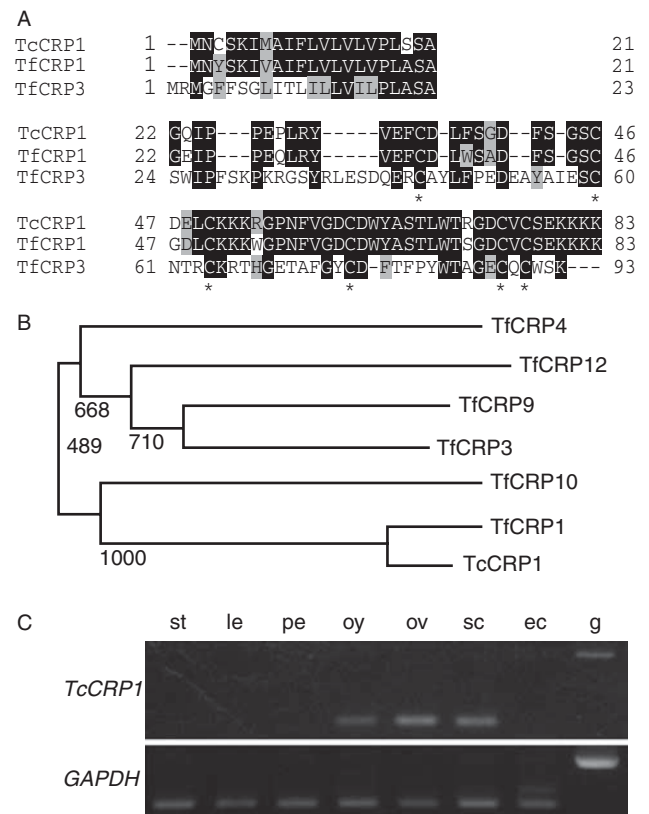 A
TcCRP1 1 --MNCSKIMAIFLVLVLVPLSSA 21
TfCRP1 1 --MNYSKIVAIFLVLVLVPLASA 21
TfCRP3 1 MRMGFFSGLITLILLVILPLASA 23
TcCRP1 22 GQIP---PEPLRY-----VEFCD-LFSGD--FS-GSC 46
TfCRP1 22 GEIP---PEQLRY-----VEFCD-LWSAD--FS-GSC 46
TfCRP3 24 SWIPFSKPKRGSYRLESDQERCAYLFPEDEAYAIESC 60
* *
TcCRP1 47 DELCKKKRGPNFVGDCDWYASTLWTRGDCVCSEKKKK 83
TfCRP1 47 GDLCKKKWGPNFVGDCDWYASTLWTSGDCVCSEKKKK 83
TfCRP3 61 NTRCKRTHGETAFGYCD-FTFPYWTAGECQCWSK--- 93
* * * *
B
TfCRP4
TfCRP12
668
TfCRP9
489 710
TfCRP3
TfCRP10
TfCRP1
1000
TcCRP1
C st le pe oy ov sc ec g
TcCRP1
GAPDH